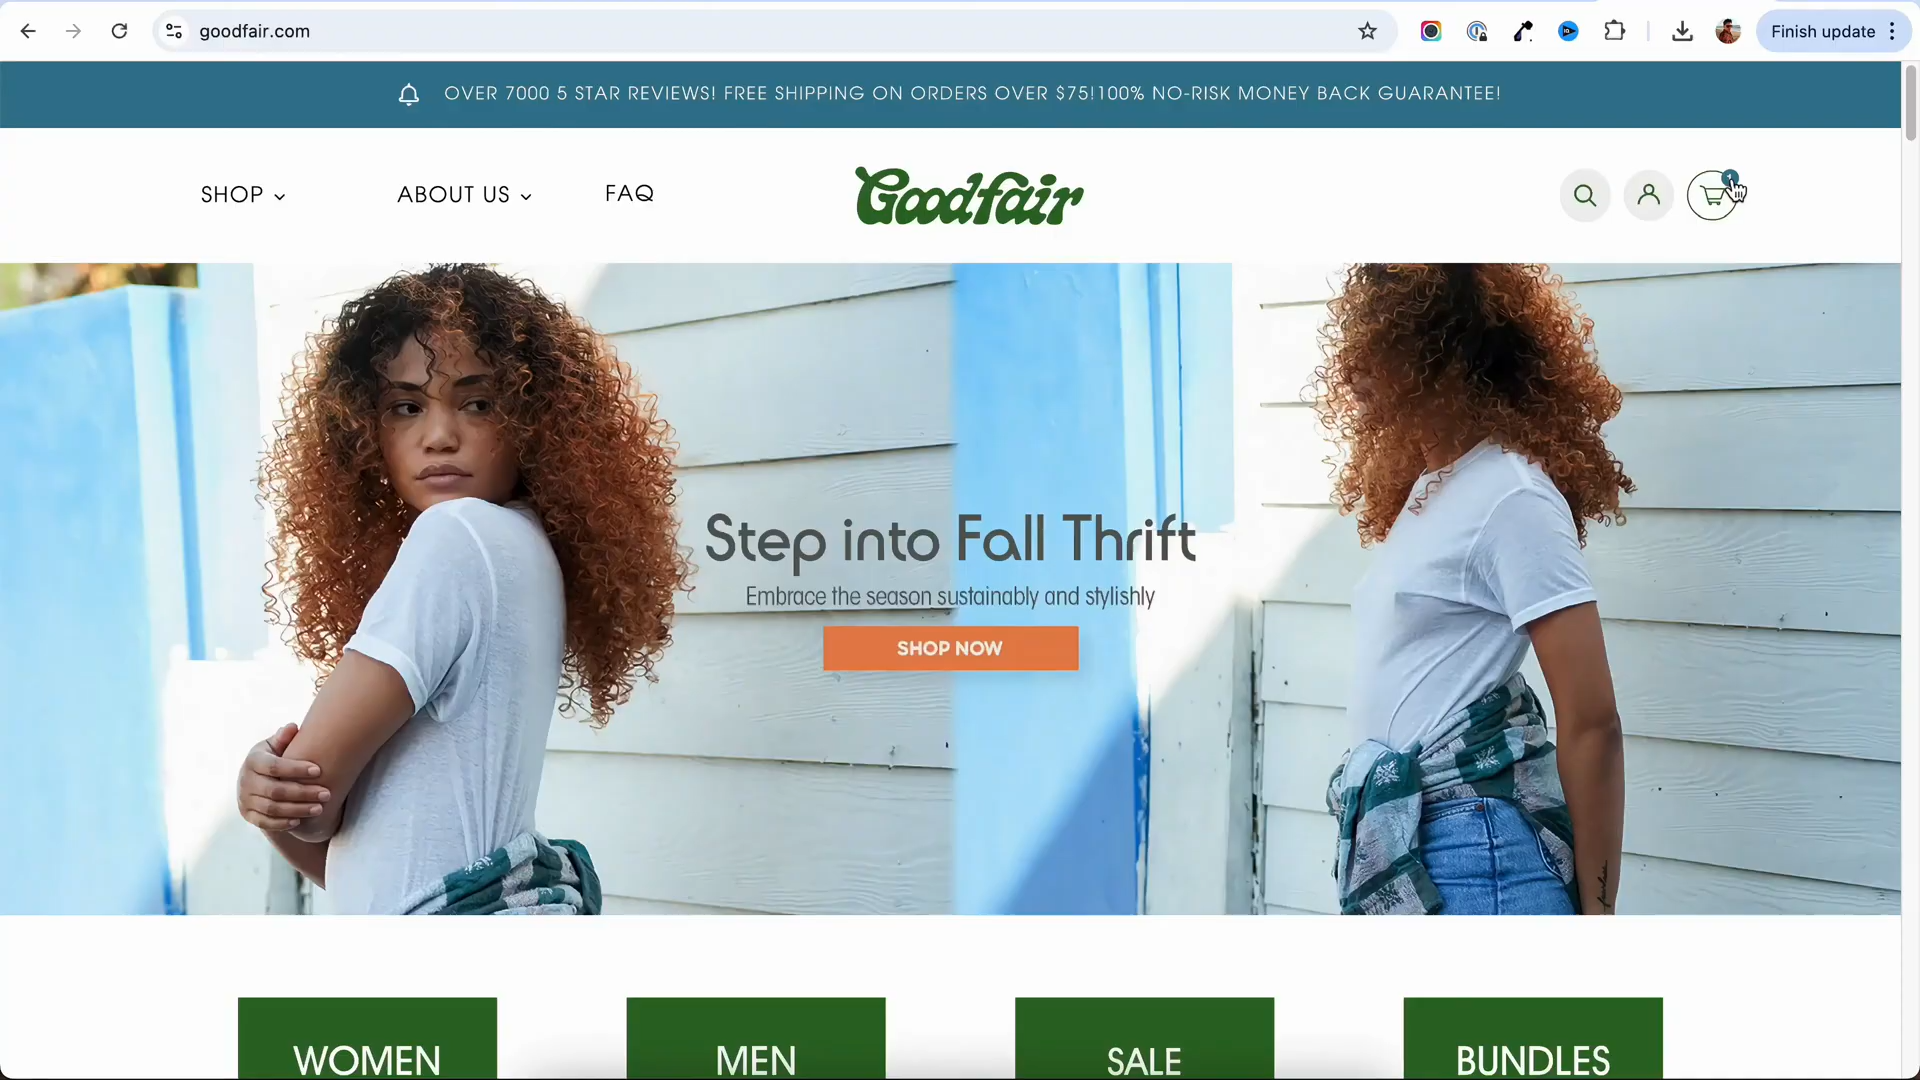 goodfair.com
Finish update
OVER 7000 5 STAR REVIEWS! FREE SHIPPING ON ORDERS OVER $75!100% NO-RISK MONEY BACK GUARANTEE!
SHOP
ABOUT US
FAQ
Goodfair
Step into Fall Thrift
Embrace the season sustainably and stylishly
SHOP NOW
WOMEN
MEN
SALE
BUNDLES